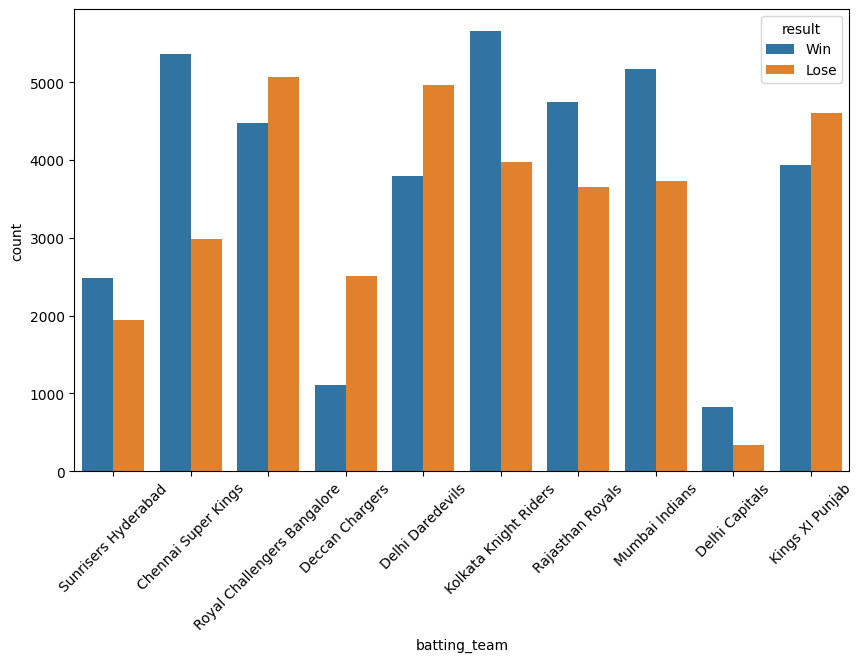 result
Win
Lose
count
5000
4000
3000
2000
1000
0
Sunrisers Hyderabad
Chennai Super Kings
Royal Challengers Bangalore
Deccan Chargers
Delhi Daredevils
Kolkata Knight Riders
Rajasthan Royals
Mumbai Indians
Delhi Capitals
Kings XI Punjab
batting_team